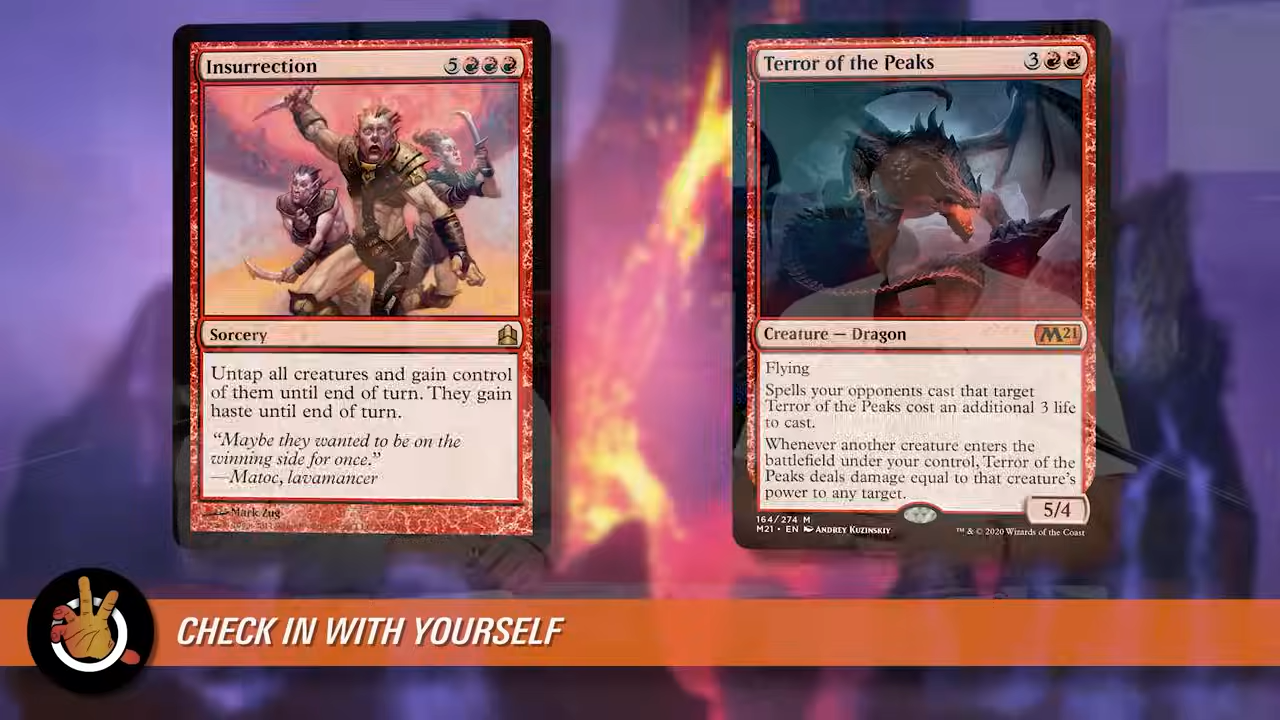 Insurrection
5
Sorcery
Untap all creatures and gain control
of them until end of turn. They gain
haste until end of turn.
“Maybe they wanted to be on the
winning side for once.”
—Matoc, lavamancer
Mark Zug
Terror of the Peaks
3
Creature — Dragon
M21
Flying
Spells your opponents cast that target
Terror of the Peaks cost an additional 3 life
to cast.
Whenever another creature enters the
battlefield under your control, Terror of the
Peaks deals damage equal to that creature's
power to any target.
5/4
164/274 M
M21 • EN ANDREY KUZINSKIY
™ & © 2020 Wizards of the Coast
CHECK IN WITH YOURSELF